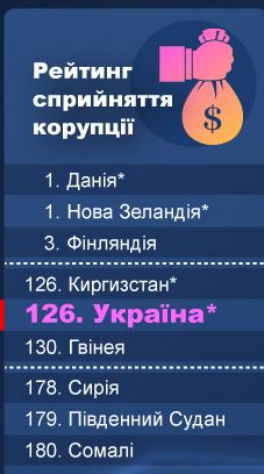 Рейтинг
сприйняття
корупції
$
1. Данія*
1. Нова Зеландія*
3. Фінляндія
126. Киргизстан*
126. Україна*
130. Гвінея
178. Сирія
179. Південний Судан
180. Сомалі